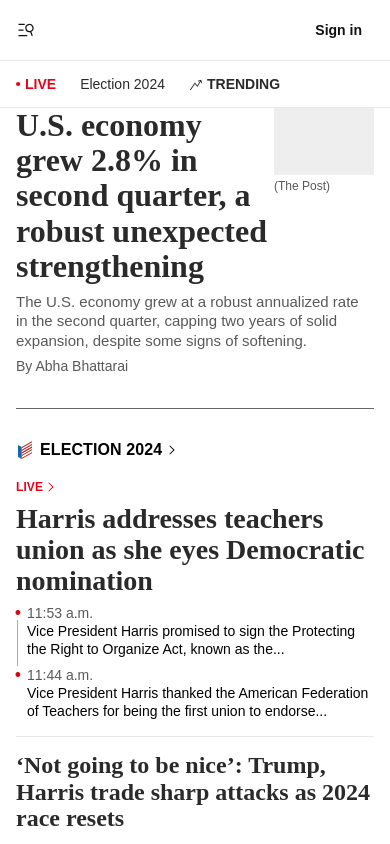 Sign in
LIVE
Election 2024
TRENDING
U.S. economy
grew 2.8% in
second quarter, a
robust unexpected
strengthening
(The Post)
The U.S. economy grew at a robust annualized rate
in the second quarter, capping two years of solid
expansion, despite some signs of softening.
By Abha Bhattarai
ELECTION 2024
LIVE
Harris addresses teachers
union as she eyes Democratic
nomination
11:53 a.m.
Vice President Harris promised to sign the Protecting
the Right to Organize Act, known as the...
11:44 a.m.
Vice President Harris thanked the American Federation
of Teachers for being the first union to endorse...
‘Not going to be nice’: Trump,
Harris trade sharp attacks as 2024
race resets